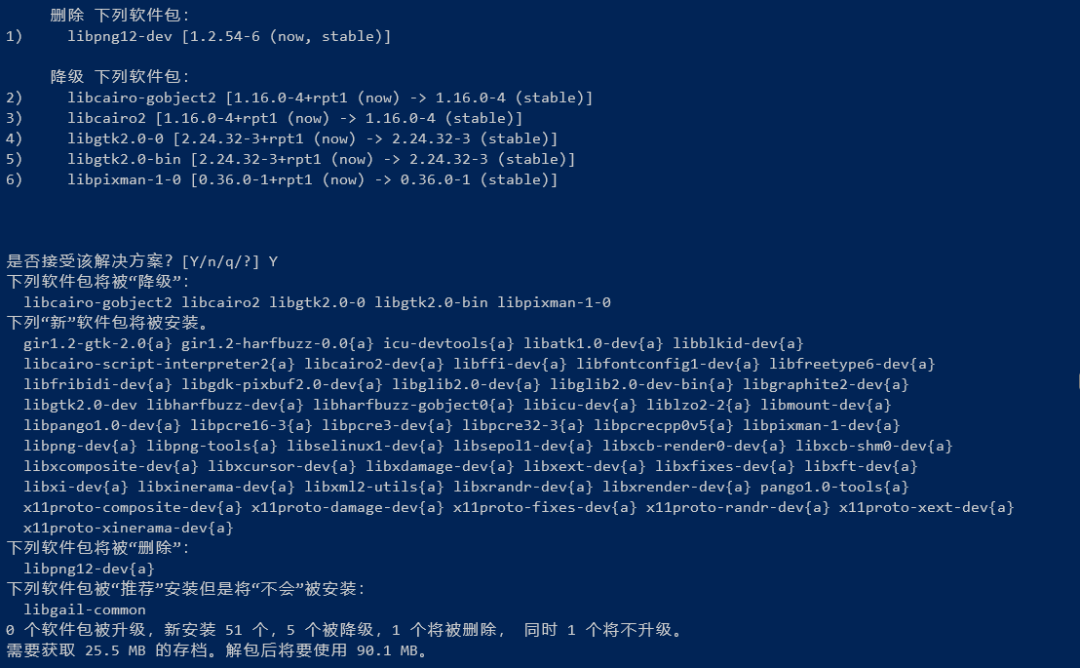 删除 下列软件包:
1) libpng12-dev [1.2.54-6 (now, stable)]
降级 下列软件包:
2) libcairo-gobject2 [1.16.0-4+rpt1 (now) -> 1.16.0-4 (stable)]
3) libcairo2 [1.16.0-4+rpt1 (now) -> 1.16.0-4 (stable)]
4) libgtk2.0-0 [2.24.32-3+rpt1 (now) -> 2.24.32-3 (stable)]
5) libgtk2.0-bin [2.24.32-3+rpt1 (now) -> 2.24.32-3 (stable)]
6) libpixman-1-0 [0.36.0-1+rpt1 (now) -> 0.36.0-1 (stable)]
是否接受该解决方案？[Y/n/q/?] Y
下列软件包将被“降级”:
libcairo-gobject2 libcairo2 libgtk2.0-0 libgtk2.0-bin libpixman-1-0
下列“新”软件包将被安装。
gir1.2-gtk-2.0{a} gir1.2-harfbuzz-0.0{a} icu-devtools{a} libatk1.0-dev{a} libblkid-dev{a}
libcairo-script-interpreter2{a} libcairo2-dev{a} libffi-dev{a} libfontconfig1-dev{a} libfreetype6-dev{a}
libfribidi-dev{a} libgdk-pixbuf2.0-dev{a} libglib2.0-dev{a} libglib2.0-dev-bin{a} libgraphite2-dev{a}
libgtk2.0-dev libharfbuzz-dev{a} libharfbuzz-gobject0{a} libicu-dev{a} liblzo2-2{a} libmount-dev{a}
libpango1.0-dev{a} libpcre16-3{a} libpcre3-dev{a} libpcre32-3{a} libpcrecpp0v5{a} libpixman-1-dev{a}
libpng-dev{a} libpng-tools{a} libselinux1-dev{a} libsepol1-dev{a} libxcb-render0-dev{a} libxcb-shm0-dev{a}
libxcomposite-dev{a} libxcursor-dev{a} libxdamage-dev{a} libxext-dev{a} libxfixes-dev{a} libxft-dev{a}
libxi-dev{a} libxinerama-dev{a} libxml2-utils{a} libxrandr-dev{a} libxrender-dev{a} pango1.0-tools{a}
x11proto-composite-dev{a} x11proto-damage-dev{a} x11proto-fixes-dev{a} x11proto-randr-dev{a} x11proto-xext-dev{a}
x11proto-xinerama-dev{a}
下列软件包将被“删除”:
libpng12-dev{a}
下列软件包被“推荐”安装但是将“不会”被安装:
libgail-common
0 个软件包被升级, 新安装 51 个, 5 个被降级, 1 个将被删除， 同时 1 个将不升级。
需要获取 25.5 MB 的存档。解包后将要使用 90.1 MB。